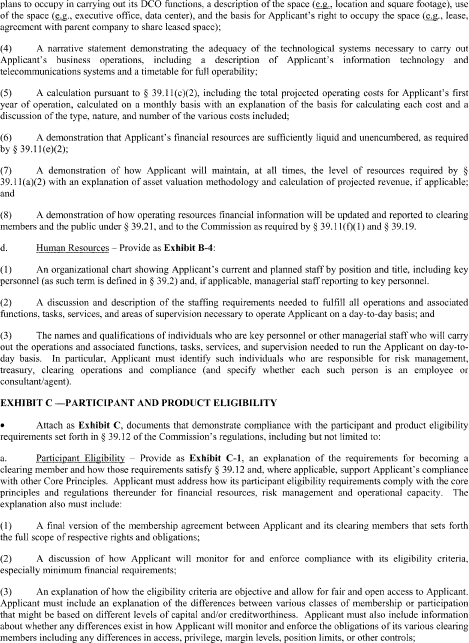 plans to occupy in carrying out its DCO functions, a description of the space (e.g., location and square footage), use
of the space (e.g., executive office, data center), and the basis for Applicant's right to occupy the space (e.g., lease,
agreement with parent company to share leased space);
(4) A narrative statement demonstrating the adequacy of the technological systems necessary to carry out
Applicant's business operations, including a description of Applicant's information technology and
telecommunications systems and a timetable for full operability;
(5) A calculation pursuant to § 39.11(c)(2), including the total projected operating costs for Applicant's first
year of operation, calculated on a monthly basis with an explanation of the basis for calculating each cost and a
discussion of the type, nature, and number of the various costs included;
(6) A demonstration that Applicant's financial resources are sufficiently liquid and unencumbered, as required
by § 39.11(e)(2);
(7) A demonstration of how Applicant will maintain, at all times, the level of resources required by §
39.11(a)(2) with an explanation of asset valuation methodology and calculation of projected revenue, if applicable;
and
(8) A demonstration of how operating resources financial information will be updated and reported to clearing
members and the public under § 39.21, and to the Commission as required by § 39.11(f)(1) and § 39.19.
d. Human Resources – Provide as Exhibit B-4:
(1) An organizational chart showing Applicant's current and planned staff by position and title, including key
personnel (as such term is defined in § 39.2) and, if applicable, managerial staff reporting to key personnel.
(2) A discussion and description of the staffing requirements needed to fulfill all operations and associated
functions, tasks, services, and areas of supervision necessary to operate Applicant on a day-to-day basis; and
(3) The names and qualifications of individuals who are key personnel or other managerial staff who will carry
out the operations and associated functions, tasks, services, and supervision needed to run the Applicant on day-to-
day basis. In particular, Applicant must identify such individuals who are responsible for risk management,
treasury, clearing operations and compliance (and specify whether each such person is an employee or
consultant/agent).
EXHIBIT C —PARTICIPANT AND PRODUCT ELIGIBILITY
• Attach as Exhibit C, documents that demonstrate compliance with the participant and product eligibility
requirements set forth in § 39.12 of the Commission's regulations, including but not limited to:
a. Participant Eligibility – Provide as Exhibit C-1, an explanation of the requirements for becoming a
clearing member and how those requirements satisfy § 39.12 and, where applicable, support Applicant's compliance
with other Core Principles. Applicant must address how its participant eligibility requirements comply with the core
principles and regulations thereunder for financial resources, risk management and operational capacity. The
explanation also must include:
(1) A final version of the membership agreement between Applicant and its clearing members that sets forth
the full scope of respective rights and obligations;
(2) A discussion of how Applicant will monitor for and enforce compliance with its eligibility criteria,
especially minimum financial requirements;
(3) An explanation of how the eligibility criteria are objective and allow for fair and open access to Applicant.
Applicant must include an explanation of the differences between various classes of membership or participation
that might be based on different levels of capital and/or creditworthiness. Applicant must also include information
about whether any differences exist in how Applicant will monitor and enforce the obligations of its various clearing
members including any differences in access, privilege, margin levels, position limits, or other controls;